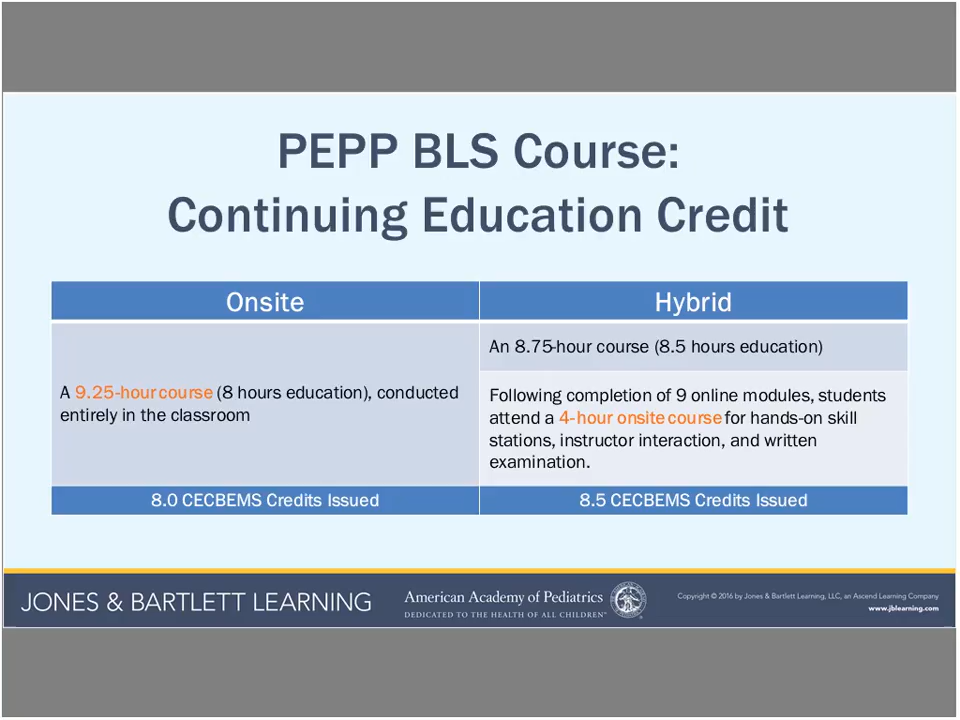 PEPP BLS Course:
Continuing Education Credit
Onsite
Hybrid
A 9.25-hour course (8 hours education), conducted
entirely in the classroom
An 8.75-hour course (8.5 hours education)
Following completion of 9 online modules, students
attend a 4-hour onsite course for hands-on skill
stations, instructor interaction, and written
examination.
8.0 CECBEMS Credits Issued
8.5 CECBEMS Credits Issued
JONES & BARTLETT LEARNING
American Academy of Pediatrics
DEDICATED TO THE HEALTH OF ALL CHILDREN™
Copyright © 2016 by Jones & Bartlett Learning, LLC, an Ascend Learning Company
www.jblearning.com